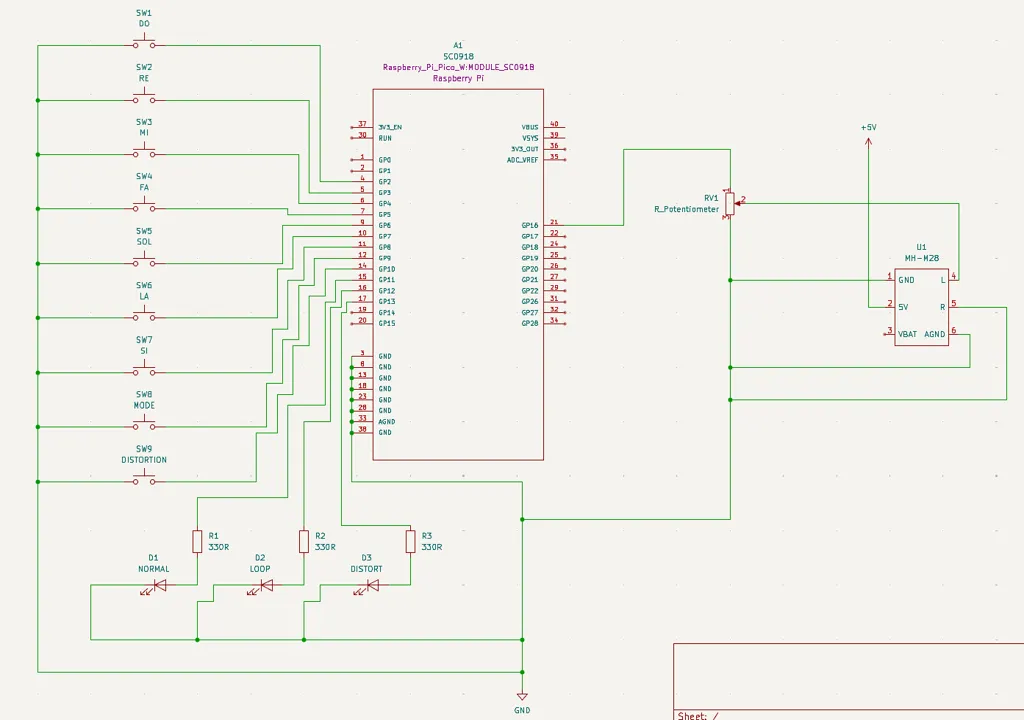 SW1
DO
SW2
RE
SW3
MI
SW4
FA
SW5
SOL
SW6
LA
SW7
SI
SW8
MODE
SW9
DISTORTION
A1
SC0918
Raspberry_Pi_Pico_W:MODULE_SC0918
Raspberry Pi
37 3V3_EN
30 RUN
1 GP0
2 GP1
4 GP2
5 GP3
6 GP4
7 GP5
9 GP6
10 GP7
11 GP8
12 GP9
14 GP10
15 GP11
16 GP12
17 GP13
19 GP14
20 GP15
3 GND
8 GND
13 GND
18 GND
23 GND
28 GND
33 AGND
38 GND
VBUS 40
VSYS 39
3V3_OUT 36
ADC_VREF 35
GP16 21
GP17 22
GP18 24
GP19 25
GP20 26
GP21 27
GP22 29
GP26 31
GP27 32
GP28 34
+5V
RV1
R_Potentiometer
1
2
3
U1
MH-M28
1 GND L 4
2 5V R 5
3 VBAT AGND 6
R1
330R
R2
330R
R3
330R
D1
NORMAL
D2
LOOP
D3
DISTORT
GND
Sheet: /